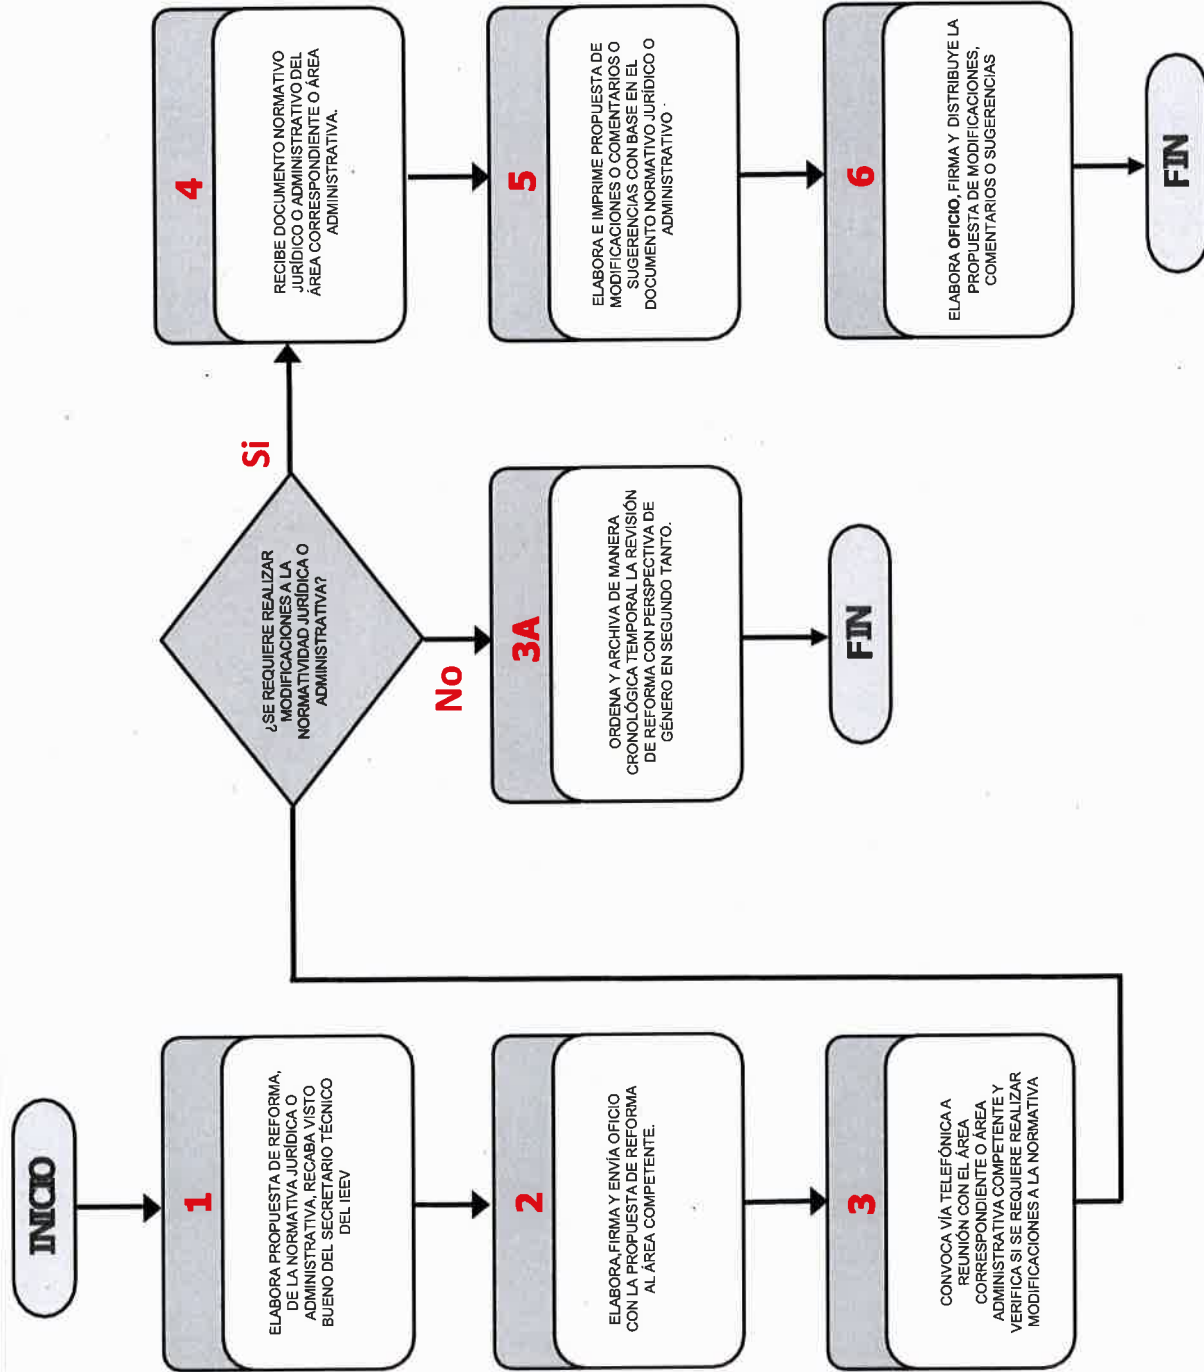 INICIO
1
ELABORA PROPUESTA DE REFORMA,
DE LA NORMATIVA JURÍDICA O
ADMINISTRATIVA, RECABA VISTO
BUENO DEL SECRETARIO TÉCNICO
DEL IEEV
2
ELABORA,FIRMA Y ENVÍA OFICIO
CON LA PROPUESTA DE REFORMA
AL ÁREA COMPETENTE.
3
CONVOCA VÍA TELEFÓNICA A
REUNIÓN CON EL ÁREA
CORRESPONDIENTE O ÁREA
ADMINISTRATIVA COMPETENTE Y
VERIFICA SI SE REQUIERE REALIZAR
MODIFICACIONES A LA NORMATIVA
¿SE REQUIERE REALIZAR
MODIFICACIONES A LA
NORMATIVIDAD JURÍDICA O
ADMINISTRATIVA?
No
3A
ORDENA Y ARCHIVA DE MANERA
CRONOLÓGICA TEMPORAL LA REVISIÓN
DE REFORMA CON PERSPECTIVA DE
GÉNERO EN SEGUNDO TANTO.
FIN
Si
4
RECIBE DOCUMENTO NORMATIVO
JURÍDICO O ADMINISTRATIVO DEL
ÁREA CORRESPONDIENTE O ÁREA
ADMINISTRATIVA.
5
ELABORA E IMPRIME PROPUESTA DE
MODIFICACIONES O COMENTARIOS O
SUGERENCIAS CON BASE EN EL
DOCUMENTO NORMATIVO JURÍDICO O
ADMINISTRATIVO
6
ELABORA OFICIO, FIRMA Y DISTRIBUYE LA
PROPUESTA DE MODIFICACIONES,
COMENTARIOS O SUGERENCIAS
FIN